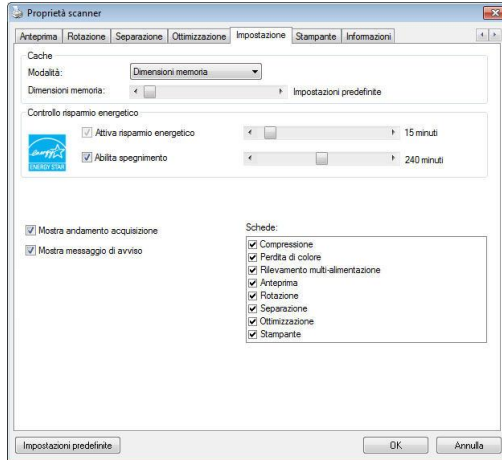 Proprietà scanner
Anteprima Rotazione Separazione Ottimizzazione Impostazione Stampante Informazioni
Cache
Modalità: Dimensioni memoria
Dimensioni memoria: Impostazioni predefinite
Controllo risparmio energetico
Attiva risparmio energetico 15 minuti
energy
ENERGY STAR
Abilita spegnimento 240 minuti
Mostra andamento acquisizione
Mostra messaggio di avviso
Schede:
Compressione
Perdita di colore
Rilevamento multi-alimentazione
Anteprima
Rotazione
Separazione
Ottimizzazione
Stampante
Impostazioni predefinite OK Annulla